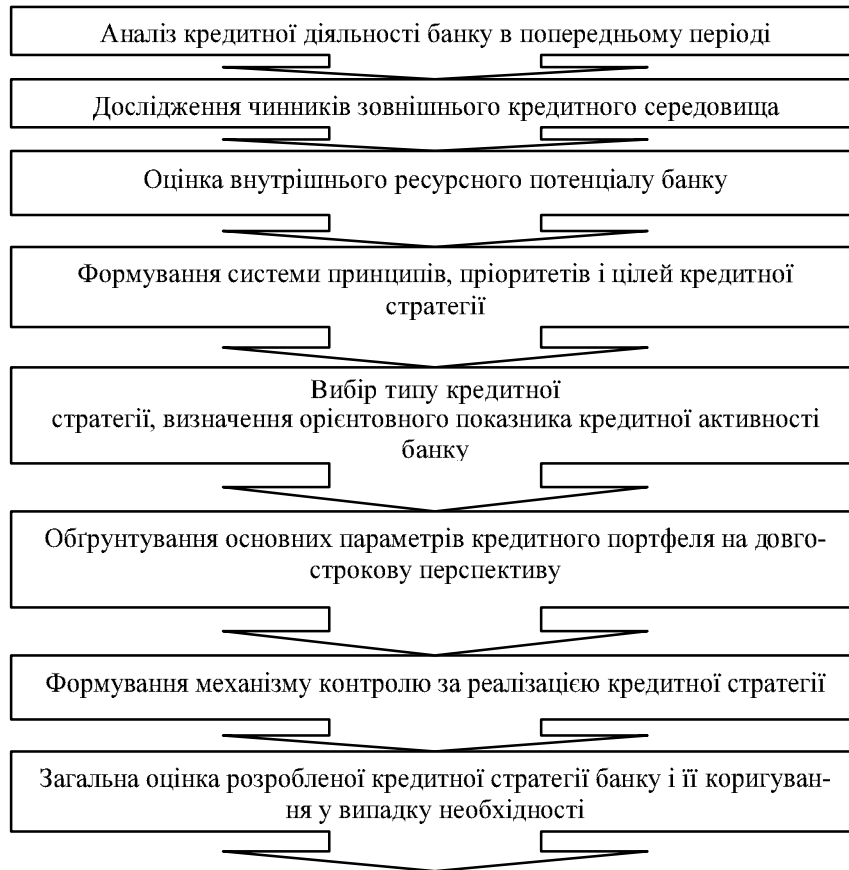 Аналіз кредитної діяльності банку в попередньому періоді
Дослідження чинників зовнішнього кредитного середовища
Оцінка внутрішнього ресурсного потенціалу банку
Формування системи принципів, пріоритетів і цілей кредитної
стратегії
Вибір типу кредитної
стратегії, визначення орієнтовного показника кредитної активності
банку
Обґрунтування основних параметрів кредитного портфеля на довго-
строкову перспективу
Формування механізму контролю за реалізацією кредитної стратегії
Загальна оцінка розробленої кредитної стратегії банку і її коригуван-
ня у випадку необхідності